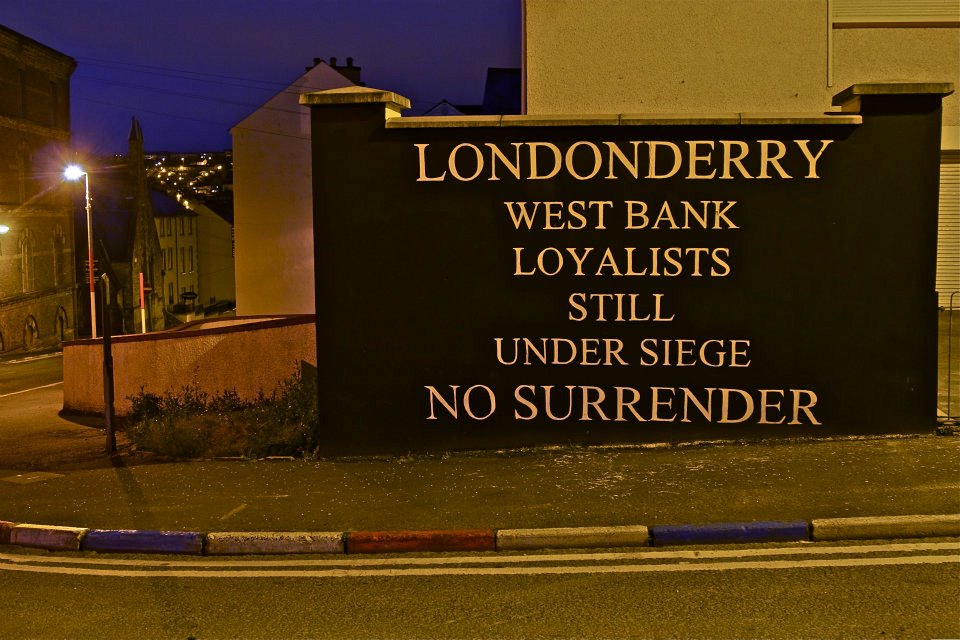 LONDONDERRY
WEST BANK
LOYALISTS
STILL
UNDER SIEGE
NO SURRENDER